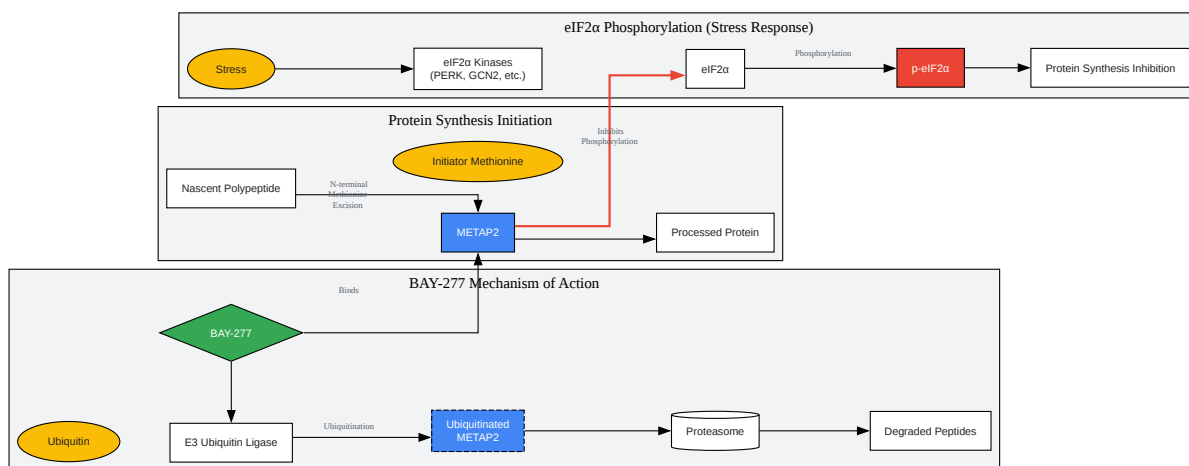 eIF2α Phosphorylation (Stress Response)
Stress
eIF2α Kinases
(PERK, GCN2, etc.)
eIF2α
Phosphorylation
p-eIF2α
Protein Synthesis Inhibition
Protein Synthesis Initiation
Inhibits
Phosphorylation
Initiator Methionine
Nascent Polypeptide
N-terminal
Methionine
Excision
METAP2
Processed Protein
BAY-277 Mechanism of Action
Binds
BAY-277
Ubiquitin
E3 Ubiquitin Ligase
Ubiquitination
Ubiquitinated
METAP2
Proteasome
Degraded Peptides